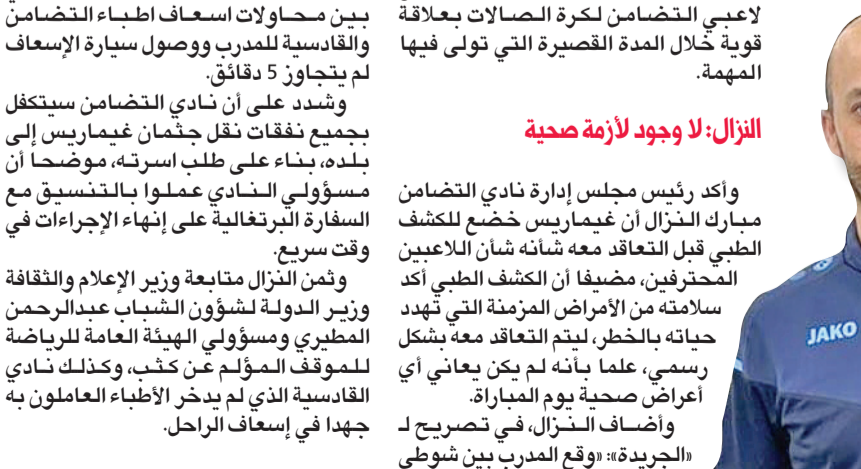 لاعبي التضامن لكرة الصالات بعلاقة
قوية خلال المدة القصيرة التي تولى فيها
المهمة.
النزال: لا وجود لأزمة صحية
وأكد رئيس مجلس إدارة نادي التضامن
مبارك النزال أن غيماريس خضع للكشف
الطبي قبل التعاقد معه شأنه شأن اللاعبين
المحترفين، مضيفا أن الكشف الطبي أكد
سلامته من الأمراض المزمنة التي تهدد
حياته بالخطر، ليتم التعاقد معه بشكل
رسمي، علما بأنه لم يكن يعاني أي
أعراض صحية يوم المباراة.
وأضاف النزال، في تصريح لـ
«الجريدة»: «وقع المدرب بين شوطي
بين محاولات اسعاف اطباء التضامن
والقادسية للمدرب ووصول سيارة الإسعاف
لم يتجاوز 5 دقائق.
وشدد على أن نادي التضامن سيتكفل
بجميع نفقات نقل جثمان غيماريس إلى
بلده، بناء على طلب اسرته، موضحا أن
مسؤولي النادي عملوا بالتنسيق مع
السفارة البرتغالية على إنهاء الإجراءات في
وقت سريع.
وثمن النزال متابعة وزير الإعلام والثقافة
وزير الدولة لشؤون الشباب عبدالرحمن
المطيري ومسؤولي الهيئة العامة للرياضة
للموقف المؤلم عن كثب، وكذلك نادي
القادسية الذي لم يدخر الأطباء العاملون به
جهدا في إسعاف الراحل.
JAKO